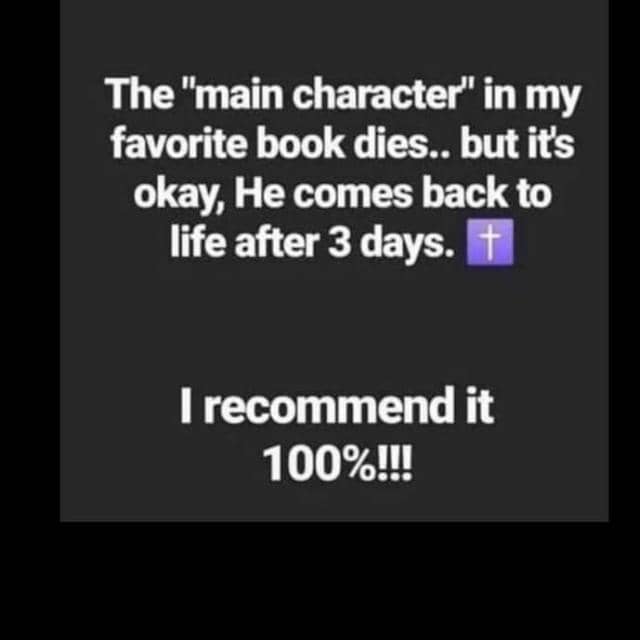 The "main character" in my
favorite book dies.. but it's
okay, He comes back to
life after 3 days. ✝️
I recommend it
100%!!!